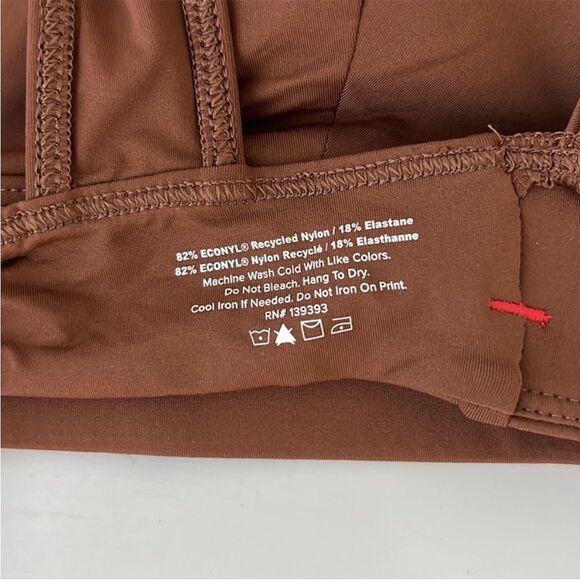 82% ECONYL® Recycled Nylon / 18% Elastane
82% ECONYL® Nylon Recyclé / 18% Elasthanne
Machine Wash Cold With Like Colors.
Do Not Bleach. Hang To Dry.
Cool Iron If Needed. Do Not Iron On Print.
RN# 139393